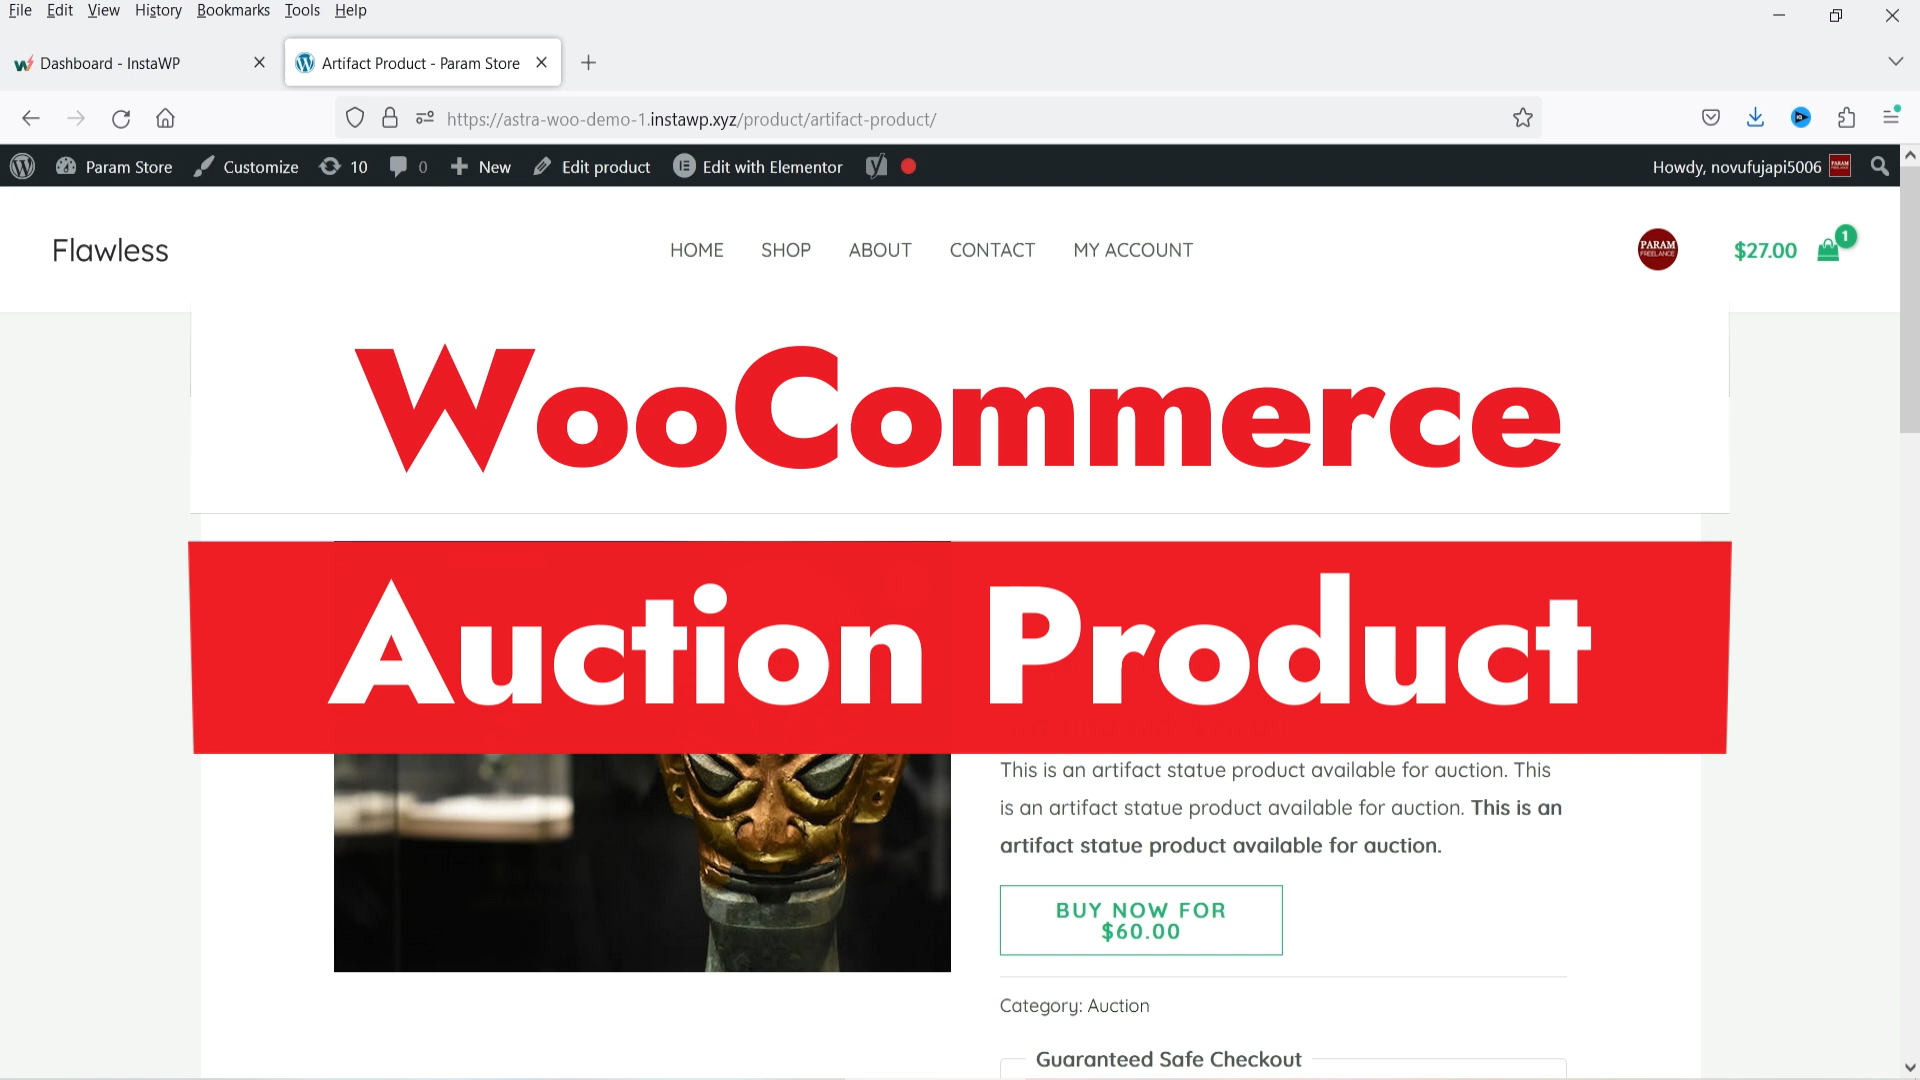 File Edit View History Bookmarks Tools Help
Dashboard - InstaWP
Artifact Product - Param Store
https://astra-woo-demo-1.instawp.xyz/product/artifact-product/
Param Store Customize 10 0 New Edit product Edit with Elementor
Howdy, novufujapi5006
Flawless
HOME SHOP ABOUT CONTACT MY ACCOUNT
PARAM
FREELANCE
$27.00 1
WooCommerce
Auction Product
This is an artifact statue product available for auction. This
is an artifact statue product available for auction. This is an
artifact statue product available for auction.
BUY NOW FOR
$60.00
Category: Auction
Guaranteed Safe Checkout